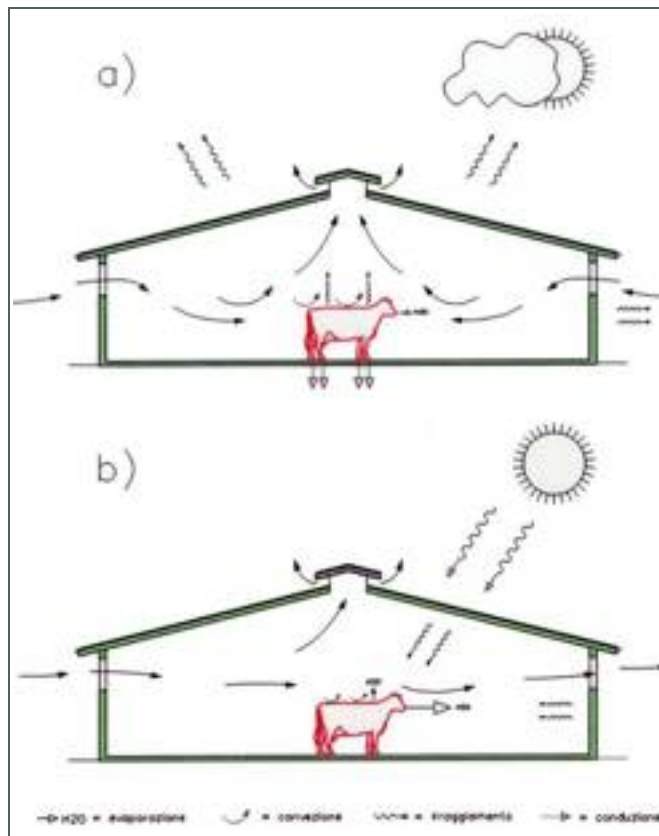 a)
b)
H2O = evaporazione = convezione = irraggiamento = conduzione